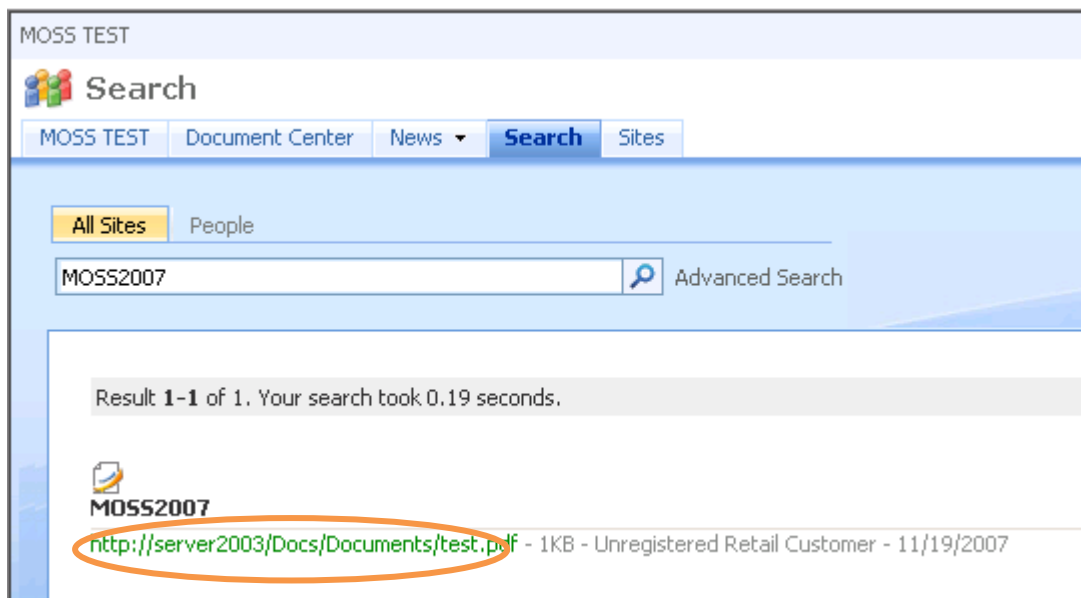 MOSS TEST
Search
MOSS TEST Document Center News Search Sites
All Sites People
MOSS2007 Advanced Search
Result 1-1 of 1. Your search took 0.19 seconds.
MOSS2007
http://server2003/Docs/Documents/test.pdf - 1KB - Unregistered Retail Customer - 11/19/2007